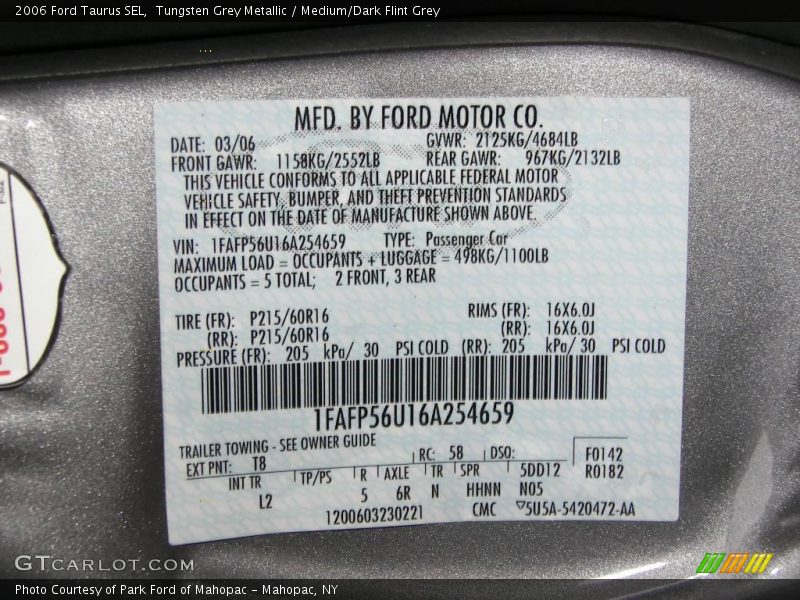 2006 Ford Taurus SEL, Tungsten Grey Metallic / Medium/Dark Flint Grey
MFD. BY FORD MOTOR CO.
DATE: 03/06 GVWR: 2125KG/4684LB
FRONT GAWR: 1158KG/2552LB REAR GAWR: 967KG/2132LB
THIS VEHICLE CONFORMS TO ALL APPLICABLE FEDERAL MOTOR
VEHICLE SAFETY, BUMPER, AND THEFT PREVENTION STANDARDS
IN EFFECT ON THE DATE OF MANUFACTURE SHOWN ABOVE.
VIN: 1FAFP56U16A254659 TYPE: Passenger Car
MAXIMUM LOAD = OCCUPANTS + LUGGAGE = 498KG/1100LB
OCCUPANTS = 5 TOTAL; 2 FRONT, 3 REAR
TIRE (FR): P215/60R16 RIMS (FR): 16X6.0J
(RR): P215/60R16 (RR): 16X6.0J
PRESSURE (FR): 205 kPa/ 30 PSI COLD (RR): 205 kPa/ 30 PSI COLD
1FAFP56U16A254659
TRAILER TOWING - SEE OWNER GUIDE
EXT PNT: T8 RC: 58 DSO: F0142
INT TR TP/PS R AXLE TR SPR 5DD12 R0182
L2 5 6R N HHNN N05
1200603230221 CMC 5U5A-5420472-AA
GTCARLOT.COM
Photo Courtesy of Park Ford of Mahopac - Mahopac, NY